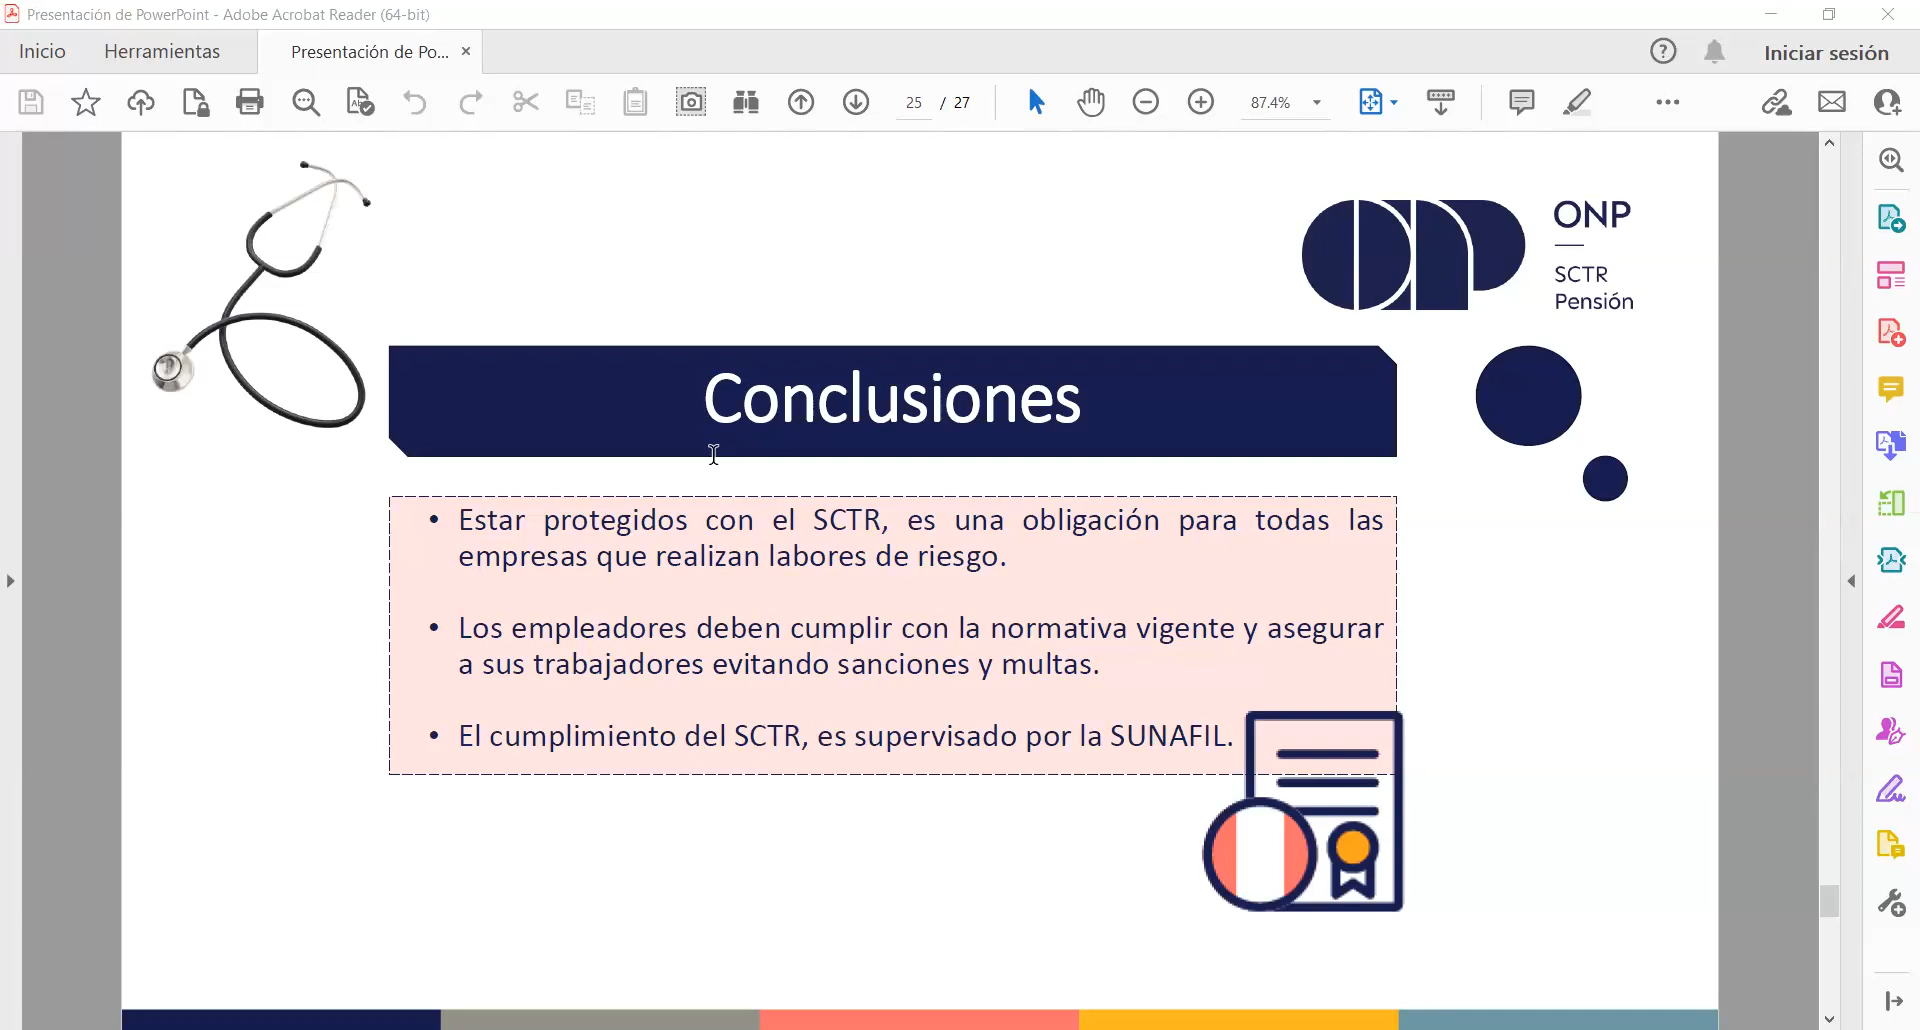 Presentación de PowerPoint - Adobe Acrobat Reader (64-bit)
Inicio
Herramientas
Presentación de Po...
Iniciar sesión
25 / 27
87.4%
ONP
SCTR
Pensión
Conclusiones
• Estar protegidos con el SCTR, es una obligación para todas las
empresas que realizan labores de riesgo.
• Los empleadores deben cumplir con la normativa vigente y asegurar
a sus trabajadores evitando sanciones y multas.
• El cumplimiento del SCTR, es supervisado por la SUNAFIL.